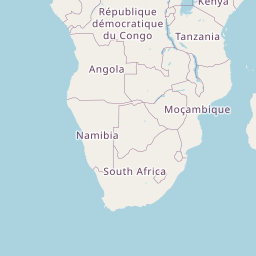 Kenya
République
démocratique
du Congo
Tanzania
Angola
Moçambique
Namibia
South Africa